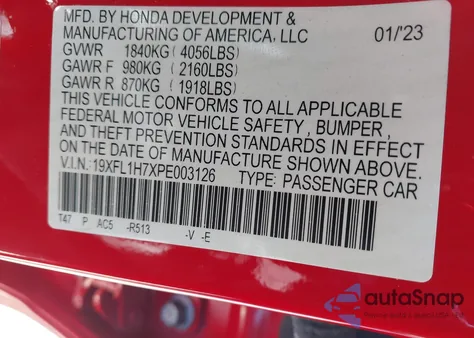 MFD. BY HONDA DEVELOPMENT &
MANUFACTURING OF AMERICA, LLC 01/'23
GVWR 1840KG (4056LBS)
GAWR F 980KG (2160LBS)
GAWR R 870KG (1918LBS)
THIS VEHICLE CONFORMS TO ALL APPLICABLE
FEDERAL MOTOR VEHICLE SAFETY , BUMPER ,
AND THEFT PREVENTION STANDARDS IN EFFECT
ON THE DATE OF MANUFACTURE SHOWN ABOVE.
V.I.N.: 19XFL1H7XPE003126 TYPE: PASSENGER CAR
T47 P AC5 -R513 -V -E
autoSnap